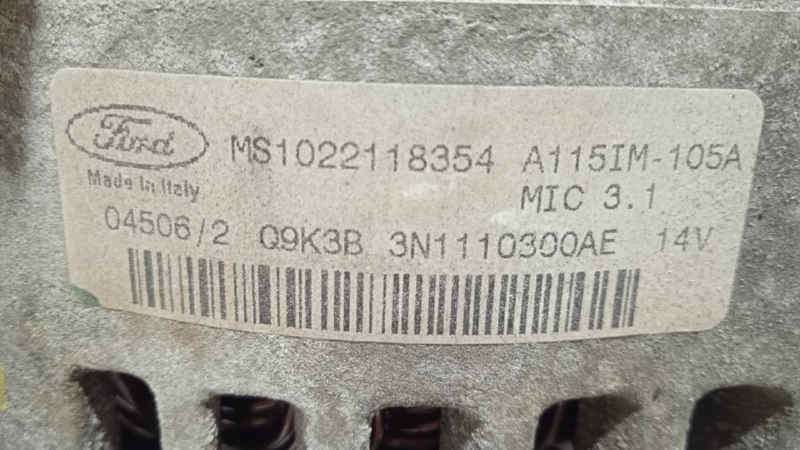 Ford MS1022118354 A115IM-105A
Made in Italy MIC 3.1
04506/2 Q9K3B 3N1110300AE 14V